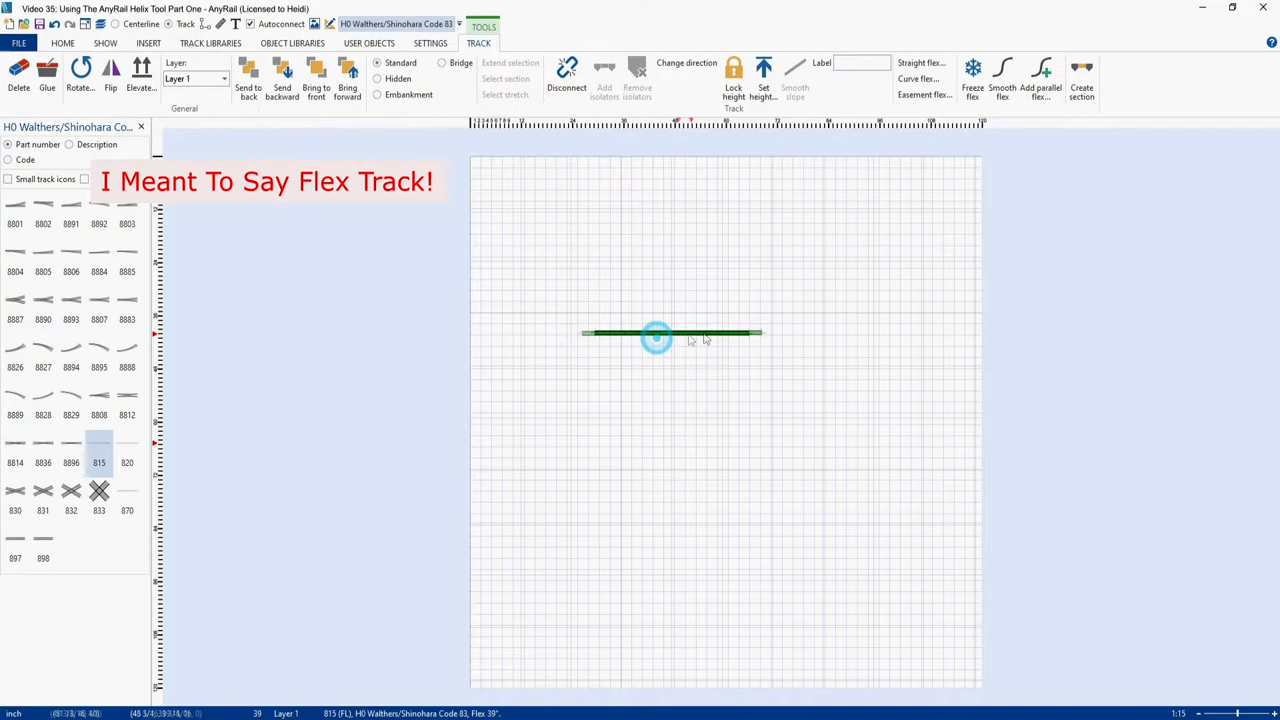 Video 35: Using The AnyRail Helix Tool Part One - AnyRail (Licensed to Heidi)
Centerline Track Autoconnect H0 Walthers/Shinohara Code 83 TOOLS
FILE HOME SHOW INSERT TRACK LIBRARIES OBJECT LIBRARIES USER OBJECTS SETTINGS TRACK
Delete Glue Rotate... Flip Elevate...
Layer:
Layer 1
General
Send to back
Send backward
Bring to front
Bring forward
Standard
Hidden
Embankment
Bridge
Extend selection
Select section
Select stretch
Disconnect
Add isolators
Remove isolators
Change direction
Lock height
Set height...
Smooth slope
Label
Track
Straight flex...
Curve flex...
Easement flex...
Freeze flex
Smooth flex
Add parallel flex...
Create section
H0 Walthers/Shinohara Co...
Part number Description
Code
Small track icons
I Meant To Say Flex Track!
8801 8802 8891 8892 8803
8804 8805 8806 8884 8885
8887 8890 8893 8807 8883
8826 8827 8894 8895 8888
8889 8828 8829 8808 8812
8814 8836 8896 815 820
830 831 832 833 870
897 898
inch 39 Layer 1 815 (FL), H0 Walthers/Shinohara Code 83, Flex 39". 1:15